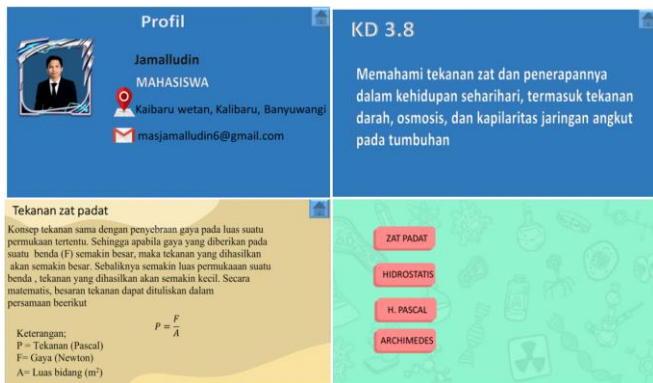 Profil
Jamalludin
MAHASISWA
Kaibaru wetan, Kalibaru, Banyuwangi
masjamalludin6@gmail.com
KD 3.8
Memahami tekanan zat dan penerapannya
dalam kehidupan seharihari, termasuk tekanan
darah, osmosis, dan kapilaritas jaringan angkut
pada tumbuhan
Tekanan zat padat
Konsep tekanan sama dengan penyebraan gaya pada luas suatu
permukaan tertentu. Sehingga apabila gaya yang diberikan pada
suatu benda (F) semakin besar, maka tekanan yang dihasilkan
akan semakin besar. Sebaliknya semakin luas permukaaan suatu
benda , tekanan yang dihasilkan akan semakin kecil. Secara
matematis, besaran tekanan dapat dituliskan dalam
persamaan beerikut
P = F/A
Keterangan;
P = Tekanan (Pascal)
F= Gaya (Newton)
A= Luas bidang (m²)
ZAT PADAT
HIDROSTATIS
H. PASCAL
ARCHIMEDES